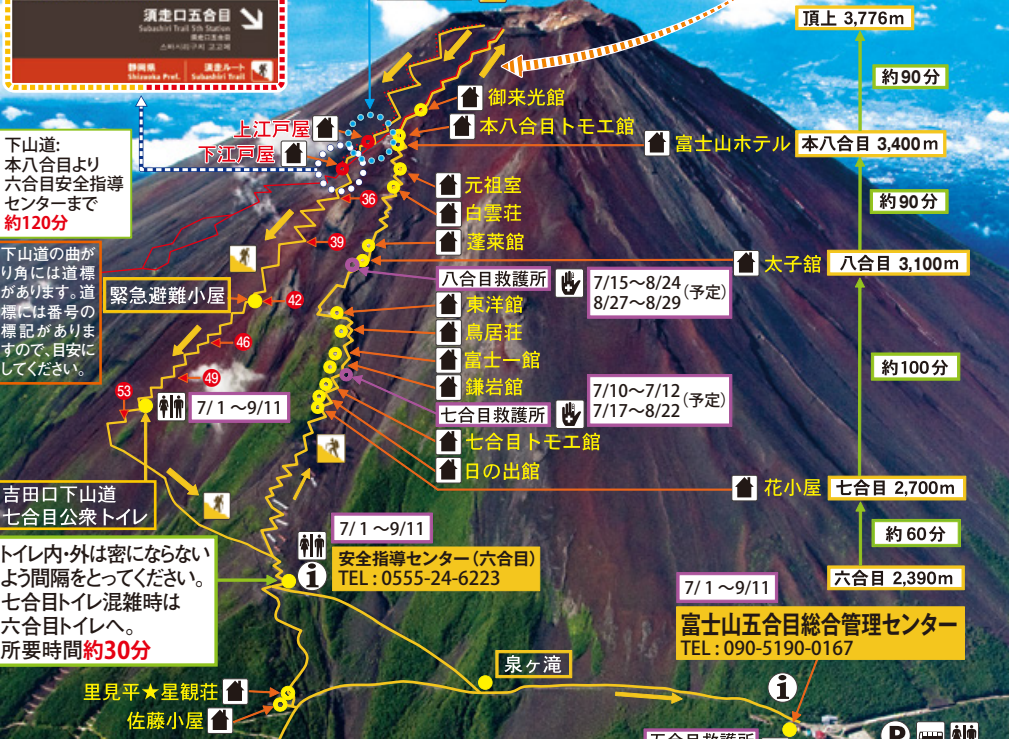 須走口五合目
Subashiri Trail 5th Station
須走口五合目
静岡県
Shizuoka Pref.
須走ルート
Subashiri Trail
頂上 3,776m
約90分
御来光館
本八合目トモエ館
上江戸屋
下江戸屋
富士山ホテル
本八合目 3,400m
下山道:
本八合目より
六合目安全指導
センターまで
約120分
元祖室
36
約90分
白雲荘
39
蓬莱館
下山道の曲が
り角には道標
があります。道
標には番号の
標記がありま
すので、目安に
してください。
太子舘
八合目 3,100m
八合目救護所
7/15～8/24
8/27～8/29
(予定)
緊急避難小屋
42
東洋館
鳥居荘
46
富士一館
約100分
49
鎌岩館
53
7/1～9/11
七合目救護所
7/10～7/12
7/17～8/22
(予定)
七合目トモエ館
日の出館
花小屋
七合目 2,700m
吉田口下山道
七合目公衆トイレ
7/1～9/11
約60分
安全指導センター(六合目)
TEL:0555-24-6223
トイレ内・外は密にならない
よう間隔をとってください。
七合目トイレ混雑時は
六合目トイレへ。
所要時間約30分
六合目 2,390m
7/1～9/11
富士山五合目総合管理センター
TEL:090-5190-0167
泉ヶ滝
里見平★星観荘
佐藤小屋
五合目救護所
P